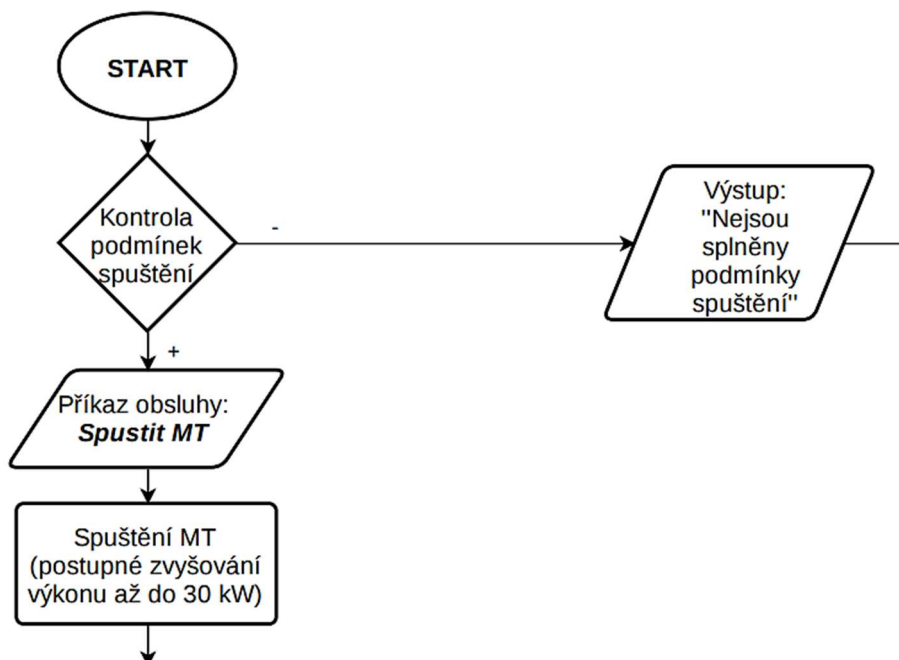 START
Kontrola
podmínek
spuštění
-
Výstup:
"Nejsou
splněny
podmínky
spuštění"
+
Příkaz obsluhy:
Spustit MT
Spuštění MT
(postupné zvyšování
výkonu až do 30 kW)